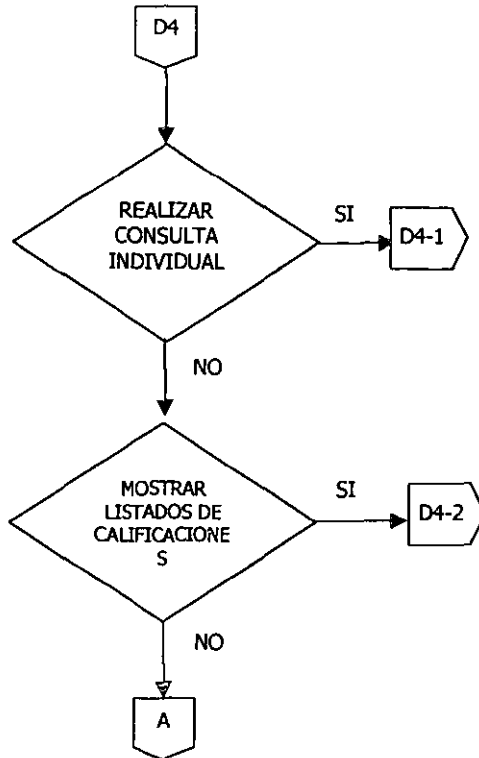 D4
REALIZAR
CONSULTA
INDIVIDUAL
SI
D4-1
NO
MOSTRAR
LISTADOS DE
CALIFICACIONE
S
SI
D4-2
NO
A